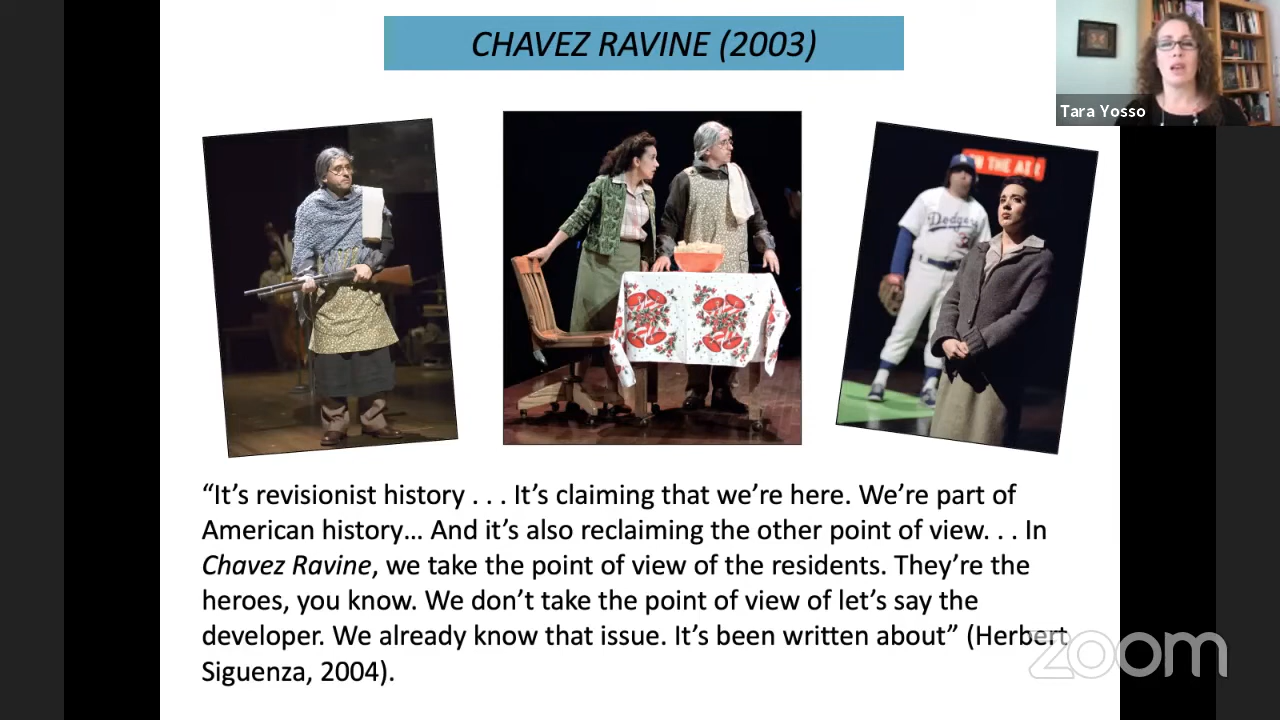 CHAVEZ RAVINE (2003)
Tara Yosso
THE AT
Dodgers
“It’s revisionist history . . . It’s claiming that we’re here. We’re part of
American history... And it’s also reclaiming the other point of view. . . In
Chavez Ravine, we take the point of view of the residents. They’re the
heroes, you know. We don’t take the point of view of let’s say the
developer. We already know that issue. It’s been written about” (Herbert
Siguenza, 2004).
zoom